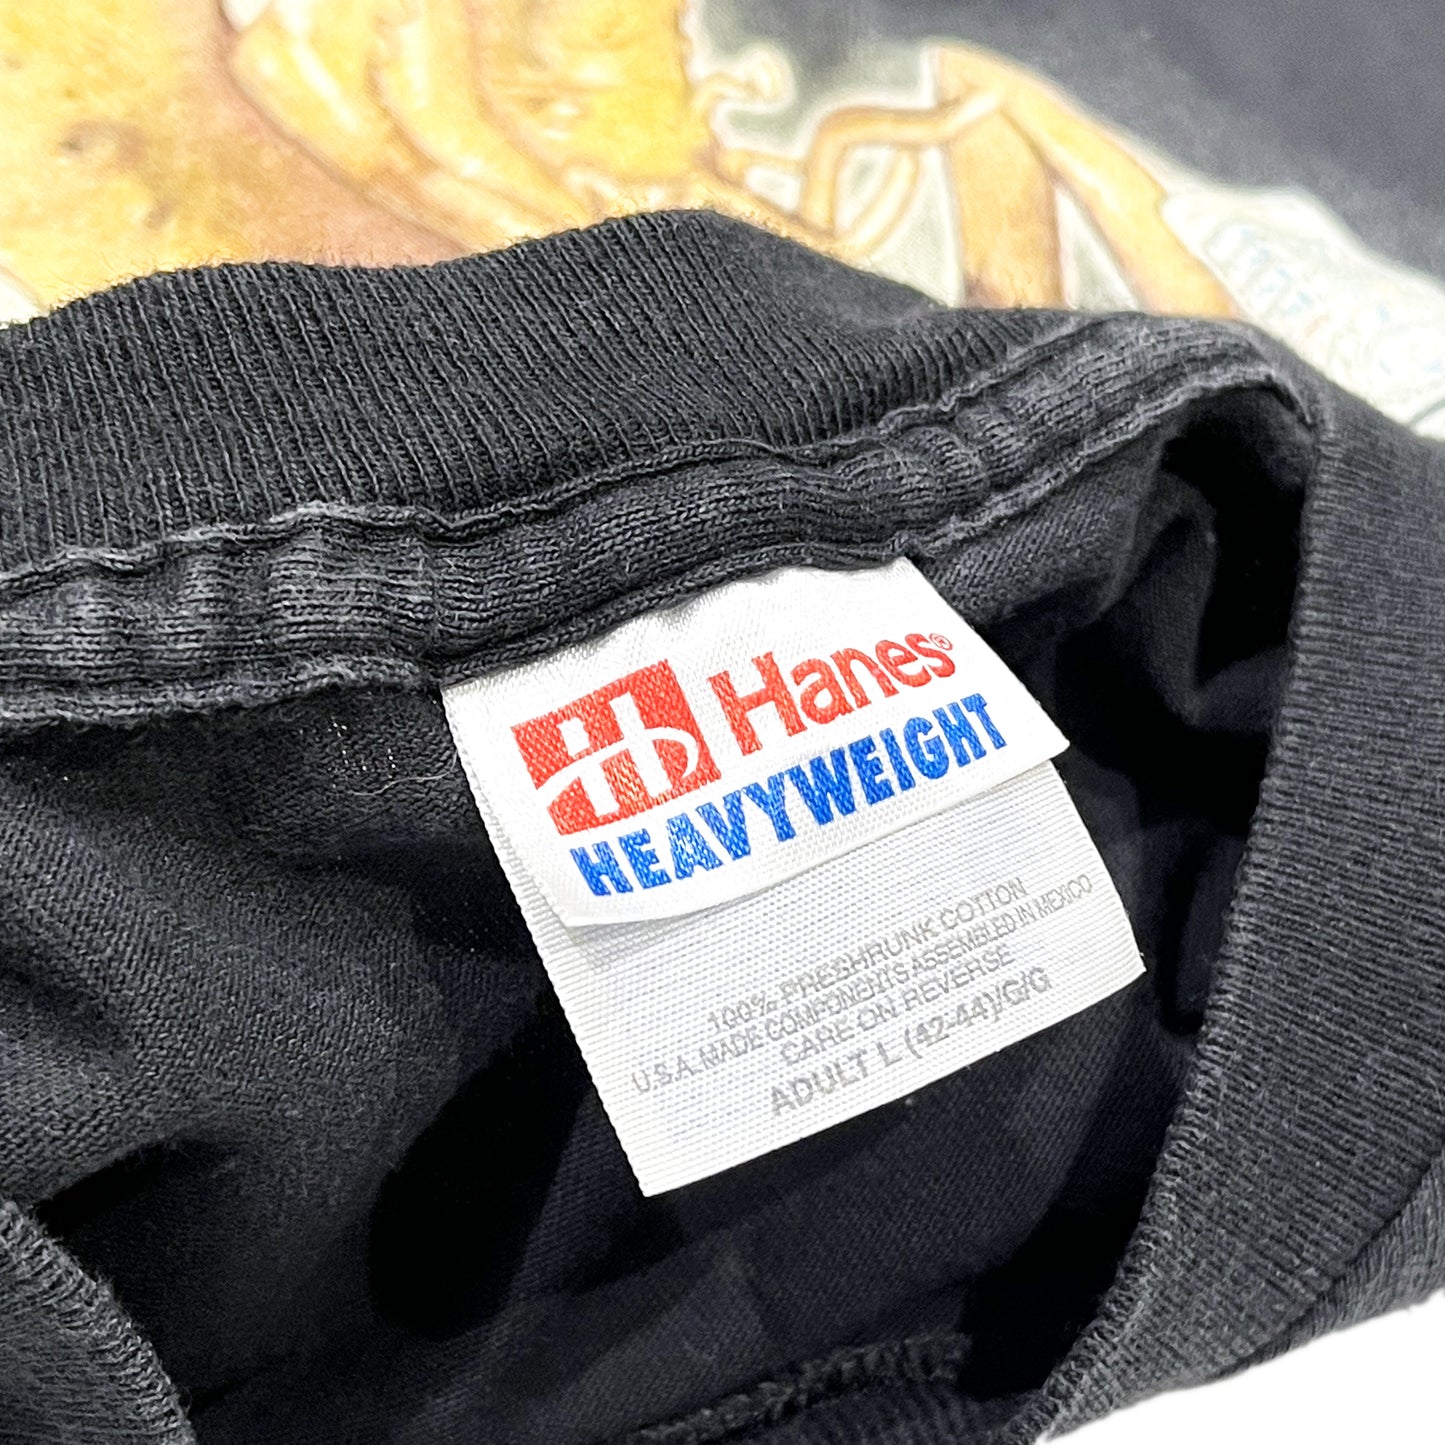 Hanes®
HEAVYWEIGHT
100% PRESHRUNK COTTON
U.S.A. MADE COMPONENTS ASSEMBLED IN MEXICO
CARE ON REVERSE
ADULT L (42-44)/G/G